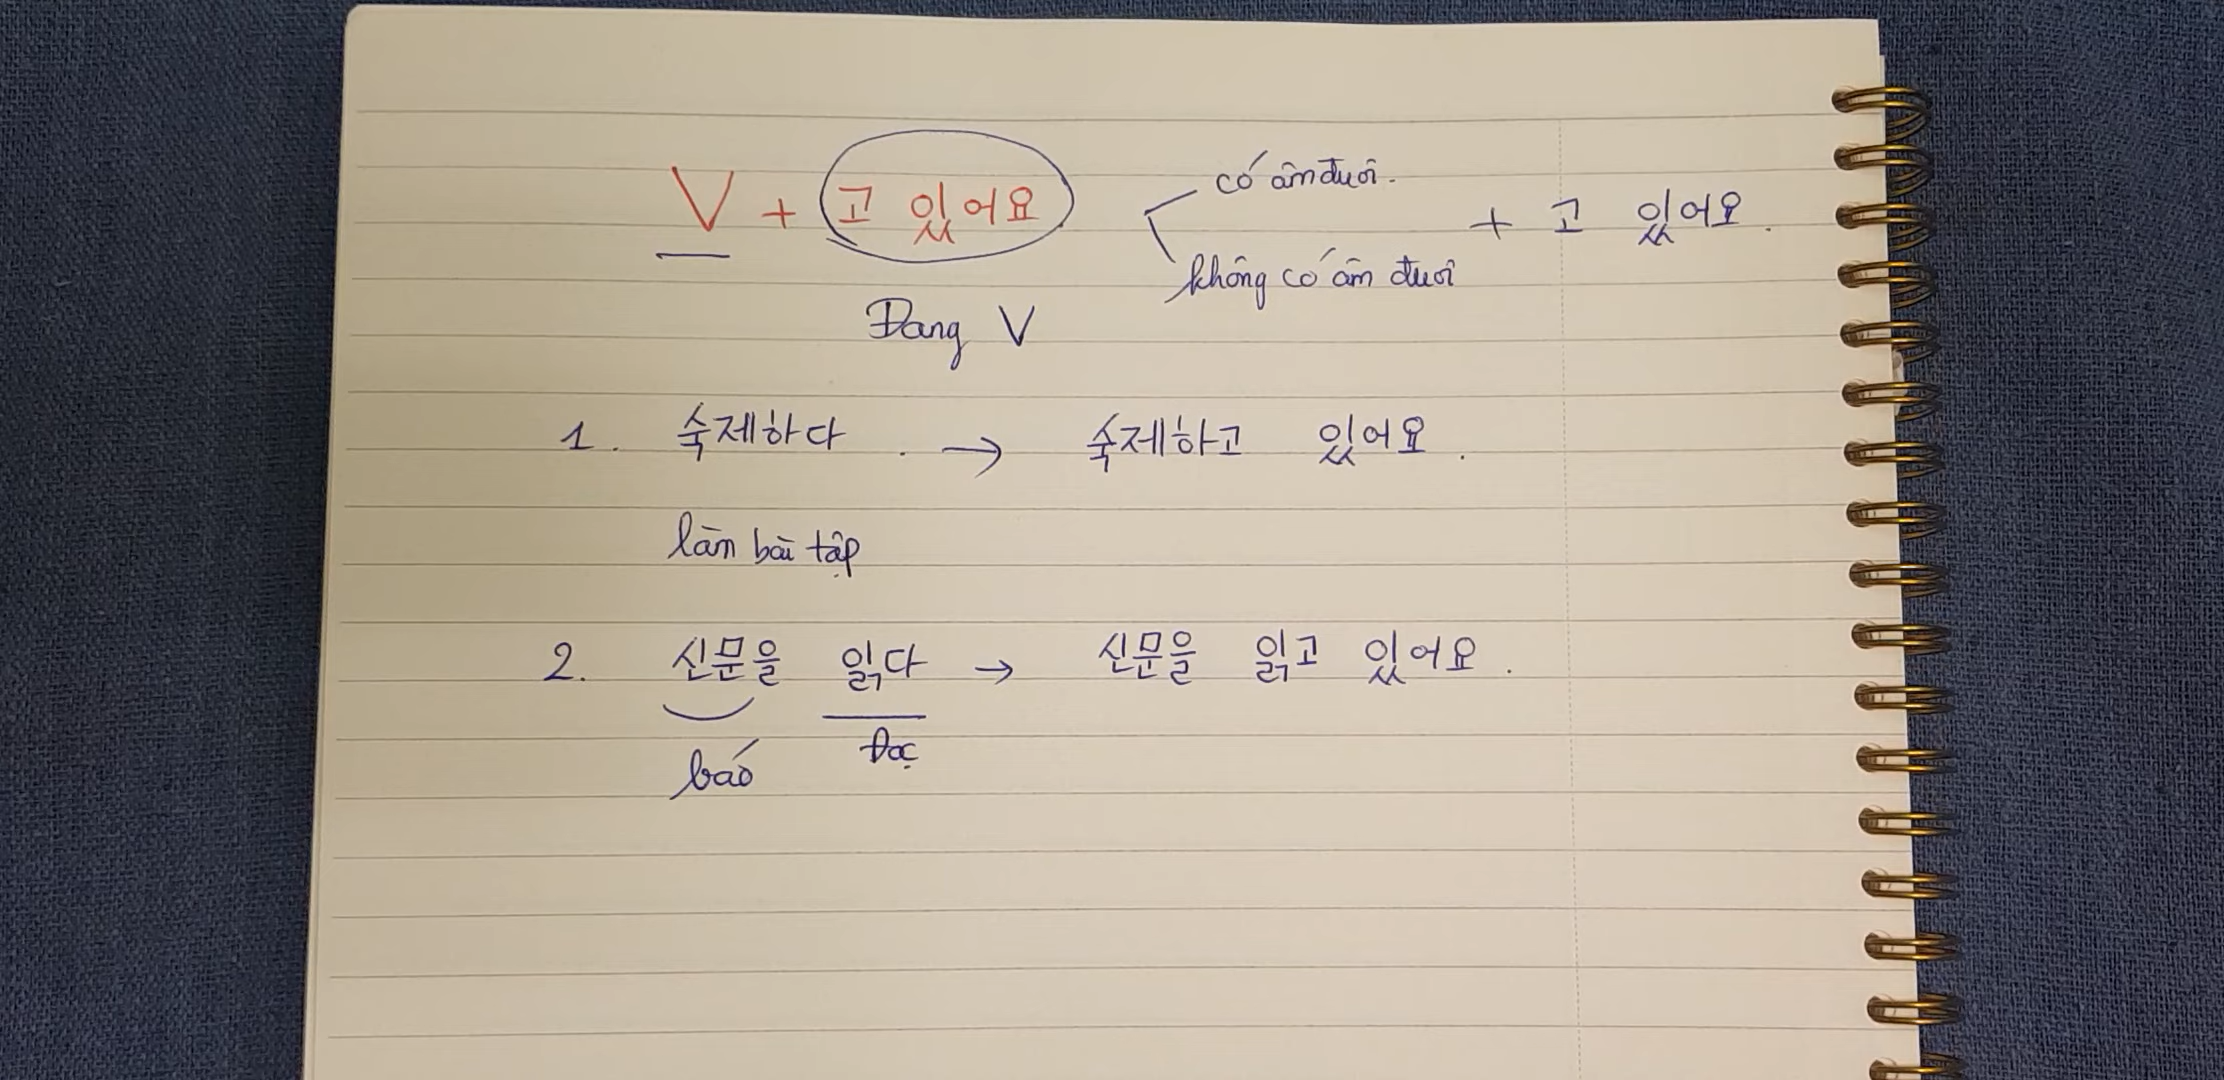 V + 고 있어요
có âm đuôi.
không có âm đuôi
+ 고 있어요.
Đang V
1. 숙제하다. → 숙제하고 있어요.
làm bài tập
2. 신문을 읽다 → 신문을 읽고 있어요.
báo đọc